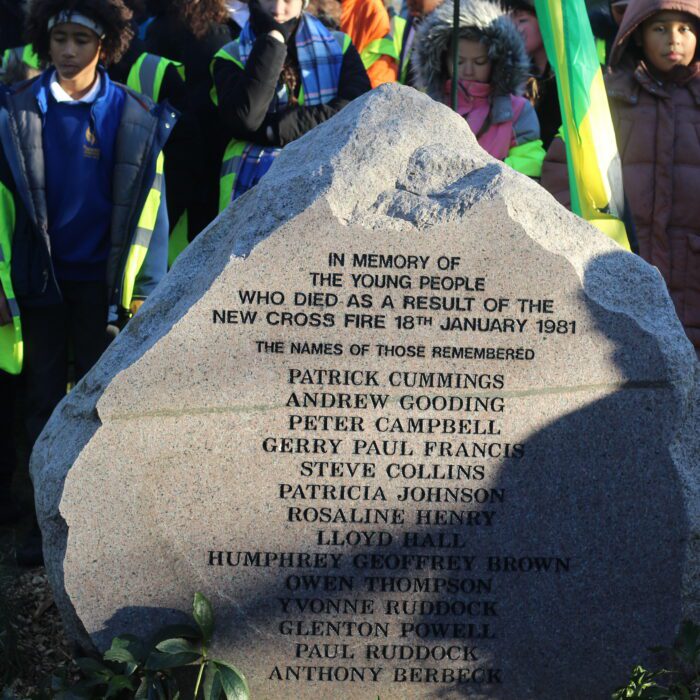 IN MEMORY OF
THE YOUNG PEOPLE
WHO DIED AS A RESULT OF THE
NEW CROSS FIRE 18TH JANUARY 1981
THE NAMES OF THOSE REMEMBERED
PATRICK CUMMINGS
ANDREW GOODING
PETER CAMPBELL
GERRY PAUL FRANCIS
STEVE COLLINS
PATRICIA JOHNSON
ROSALINE HENRY
LLOYD HALL
HUMPHREY GEOFFREY BROWN
OWEN THOMPSON
YVONNE RUDDOCK
GLENTON POWELL
PAUL RUDDOCK
ANTHONY BERBECK